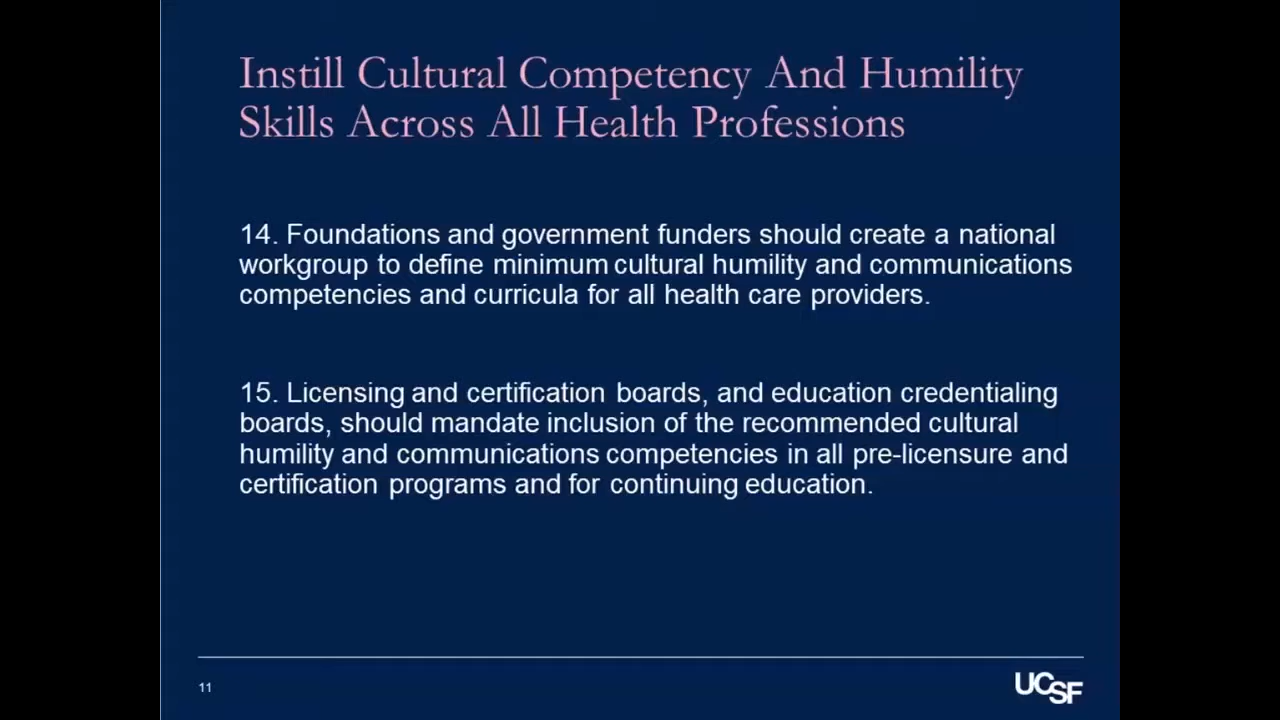 Instill Cultural Competency And Humility
Skills Across All Health Professions
14. Foundations and government funders should create a national
workgroup to define minimum cultural humility and communications
competencies and curricula for all health care providers.
15. Licensing and certification boards, and education credentialing
boards, should mandate inclusion of the recommended cultural
humility and communications competencies in all pre-licensure and
certification programs and for continuing education.
11
UCSF